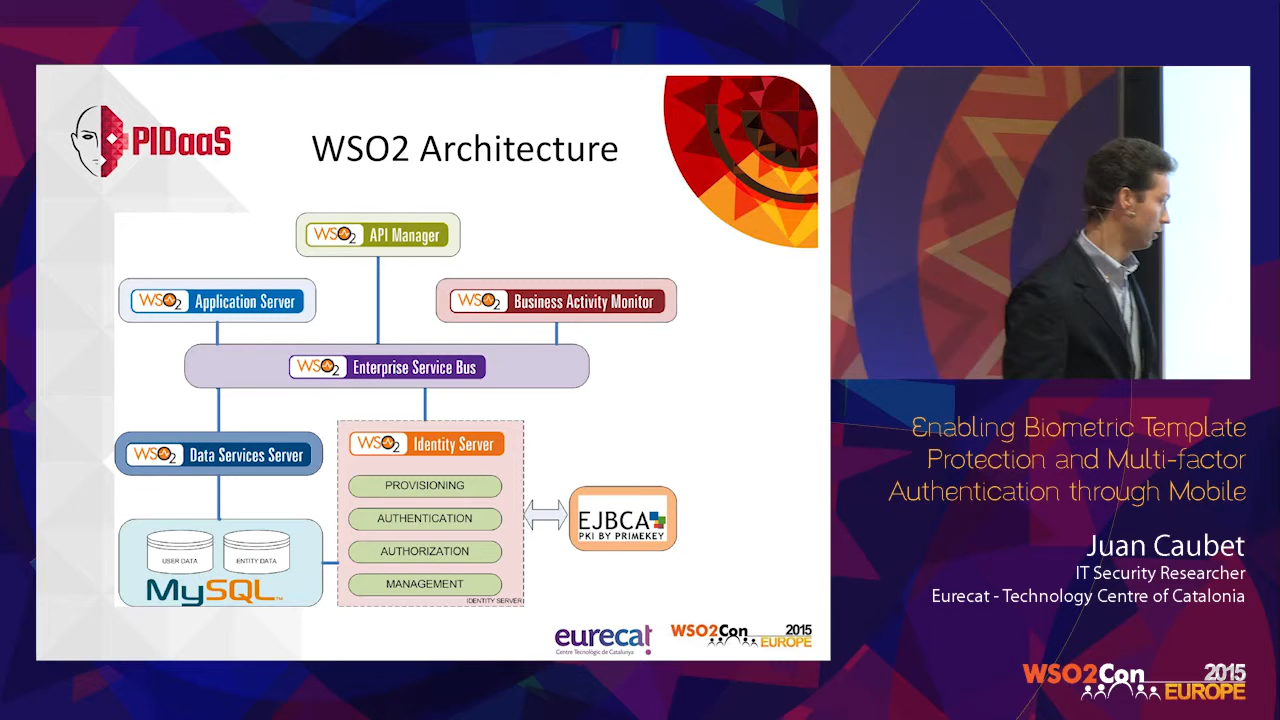 PIDaaS
WSO2 Architecture
WSO2 API Manager
WSO2 Application Server
WSO2 Business Activity Monitor
WSO2 Enterprise Service Bus
WSO2 Data Services Server
WSO2 Identity Server
PROVISIONING
AUTHENTICATION
AUTHORIZATION
MANAGEMENT
IDENTITY SERVER
EJBCA
PKI BY PRIMEKEY
USER DATA
ENTITY DATA
MySQL™
eurecat
Centre Tecnològic de Catalunya
WSO2Con 2015
EUROPE
Enabling Biometric Template
Protection and Multi-factor
Authentication through Mobile
Juan Caubet
IT Security Researcher
Eurecat - Technology Centre of Catalonia
WSO2Con 2015
EUROPE